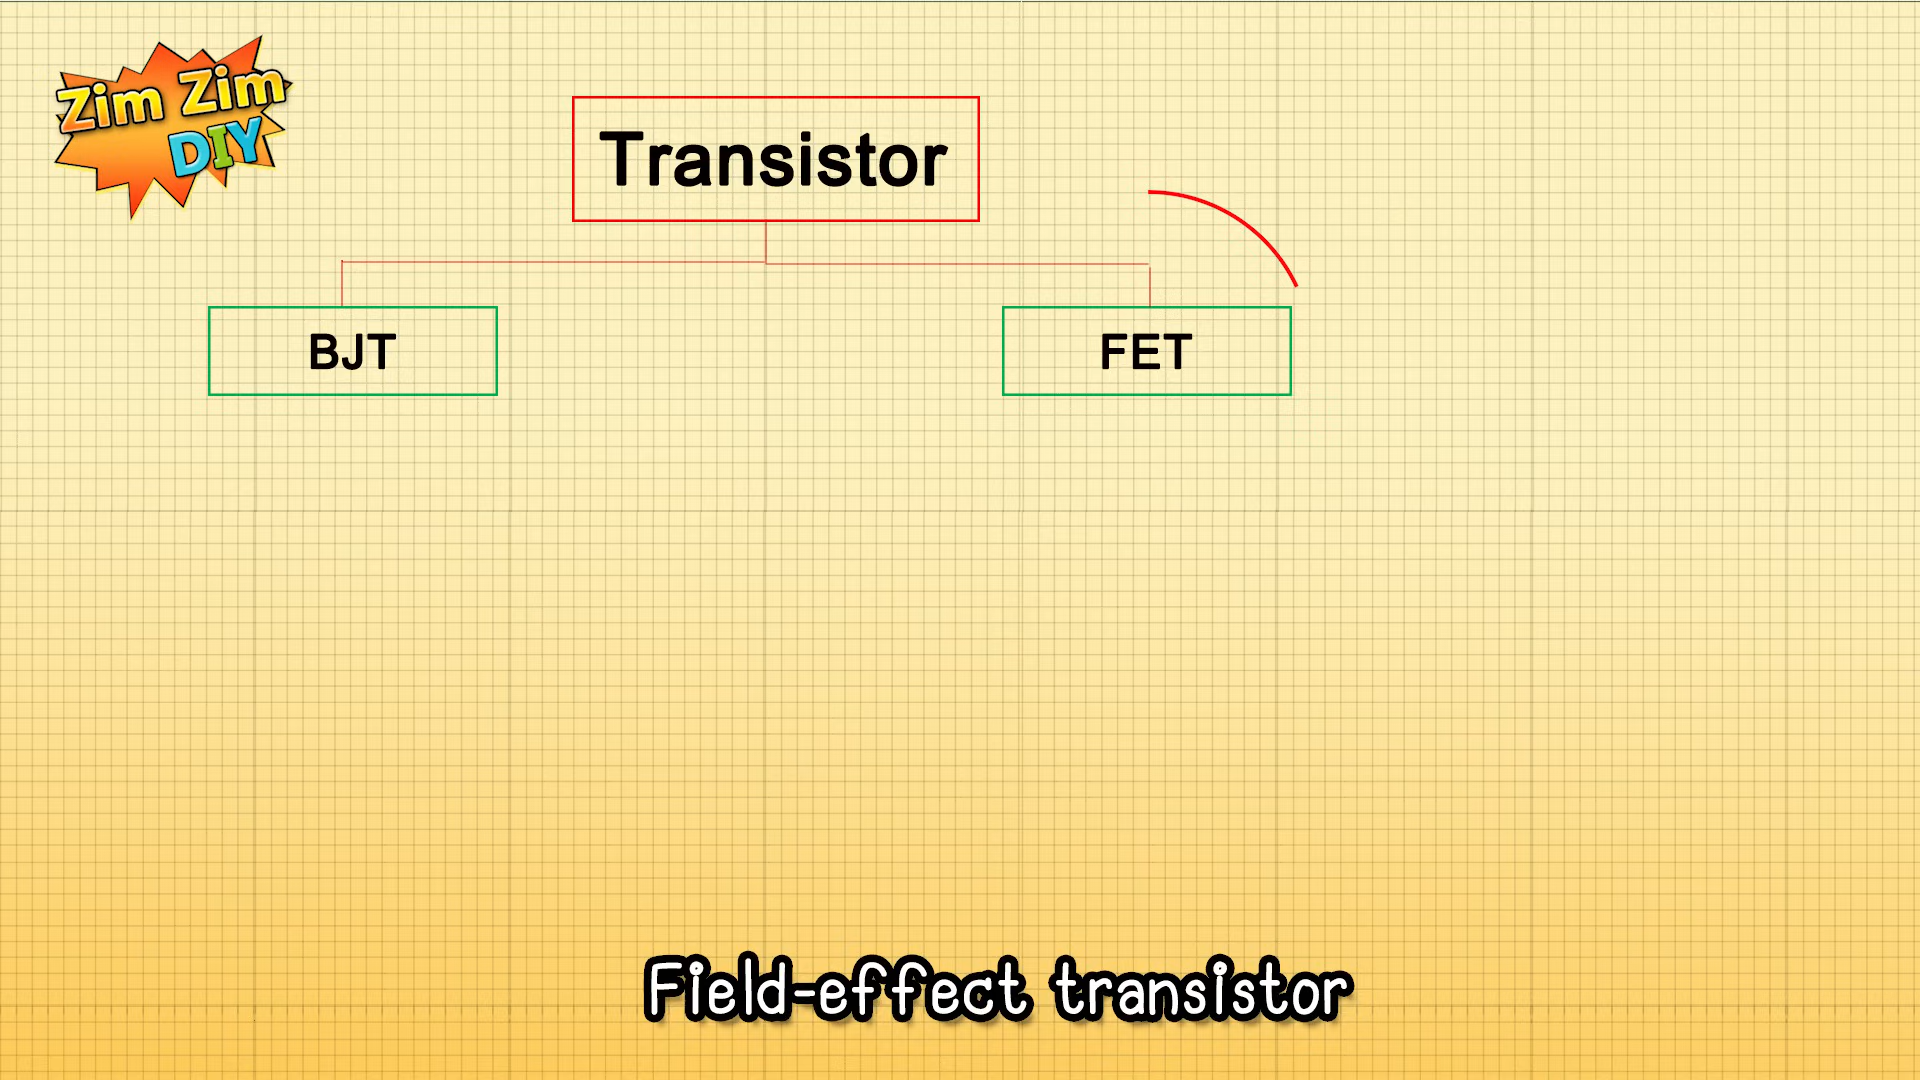 Zim Zim
DIY
Transistor
BJT
FET
Field-effect transistor